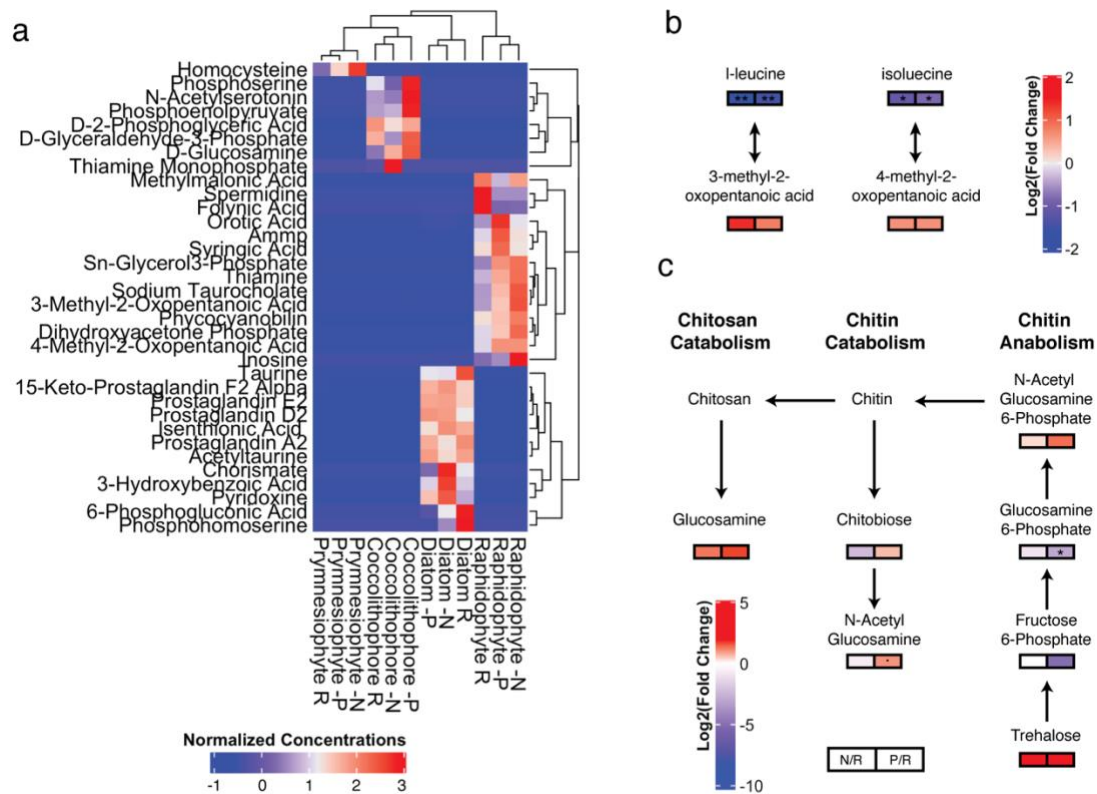 a
Homocysteine
Phosphoserine
N-Acetylserotonin
Phosphoenolpyruvate
D-2-Phosphoglyceric Acid
D-Glyceraldehyde-3-Phosphate
D-Glucosamine
Thiamine Monophosphate
Methylmalonic Acid
Spermidine
Folynic Acid
Orotic Acid
Ammp
Syringic Acid
Sn-Glycerol3-Phosphate
Thiamine
Sodium Taurocholate
3-Methyl-2-Oxopentanoic Acid
Phycocyanobilin
Dihydroxyacetone Phosphate
4-Methyl-2-Oxopentanoic Acid
Inosine
Taurine
15-Keto-Prostaglandin F2 Alpha
Prostaglandin E2
Prostaglandin D2
Isenthionic Acid
Prostaglandin A2
Acetyltaurine
Chorismate
3-Hydroxybenzoic Acid
Pyridoxine
6-Phosphogluconic Acid
Phosphohomoserine
Prymnesiophyte R
Prymnesiophyte -P
Prymnesiophyte -N
Coccolithophore R
Coccolithophore -N
Coccolithophore -P
Diatom -P
Diatom -N
Diatom R
Raphidophyte R
Raphidophyte -P
Raphidophyte -N
Normalized Concentrations
-1 0 1 2 3
b
l-leucine
isoluecine
** **
* *
3-methyl-2-
oxopentanoic acid
4-methyl-2-
oxopentanoic acid
Log2(Fold Change)
2
1
0
-1
-2
c
Chitosan
Catabolism
Chitin
Catabolism
Chitin
Anabolism
Chitosan
Chitin
N-Acetyl
Glucosamine
6-Phosphate
Glucosamine
Chitobiose
Glucosamine
6-Phosphate
*
N-Acetyl
Glucosamine
Fructose
6-Phosphate
Trehalose
Log2(Fold Change)
5
0
-5
-10
N/R P/R